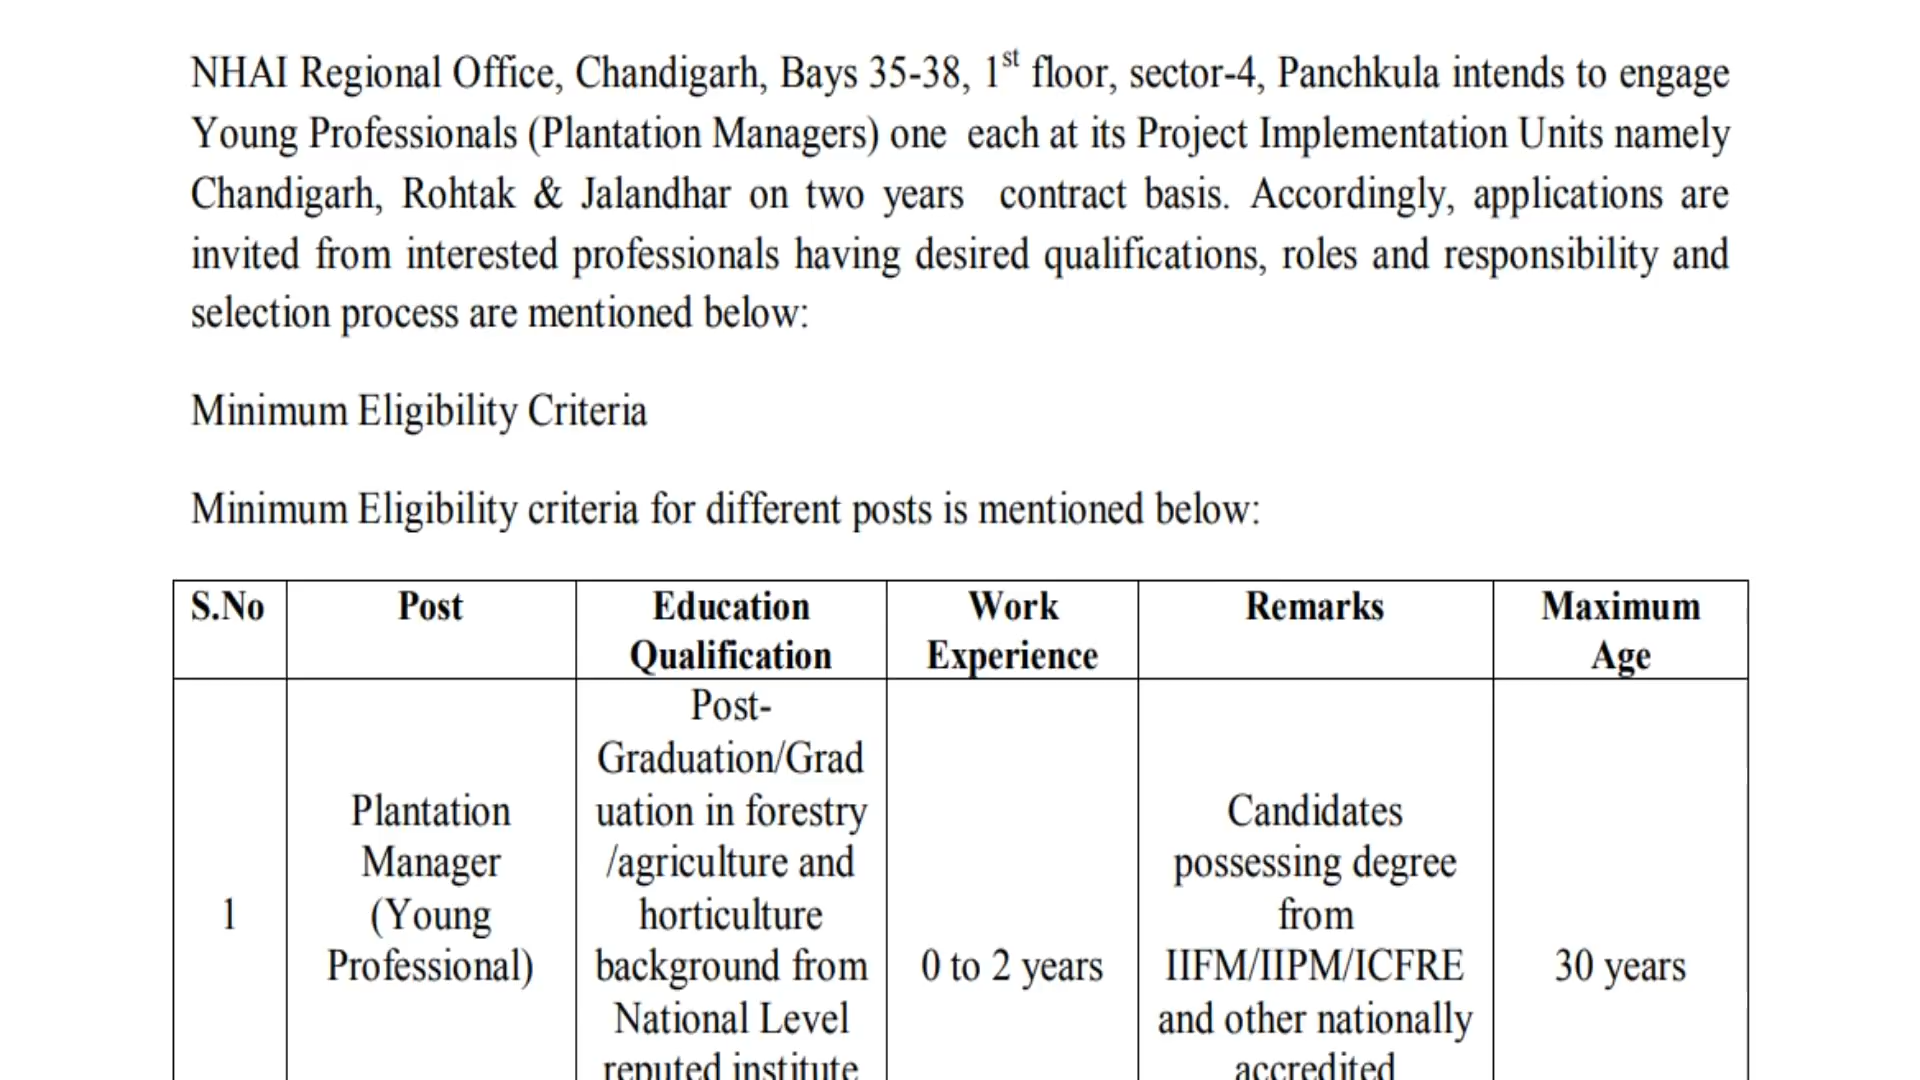 NHAI Regional Office, Chandigarh, Bays 35-38, 1st floor, sector-4, Panchkula intends to engage
Young Professionals (Plantation Managers) one each at its Project Implementation Units namely
Chandigarh, Rohtak & Jalandhar on two years contract basis. Accordingly, applications are
invited from interested professionals having desired qualifications, roles and responsibility and
selection process are mentioned below:
Minimum Eligibility Criteria
Minimum Eligibility criteria for different posts is mentioned below:
S.No
Post
Education
Qualification
Work
Experience
Remarks
Maximum
Age
1
Plantation
Manager
(Young
Professional)
Post-
Graduation/Grad
uation in forestry
/agriculture and
horticulture
background from
National Level
reputed institute
0 to 2 years
Candidates
possessing degree
from
IIFM/IIPM/ICFRE
and other nationally
accredited
30 years